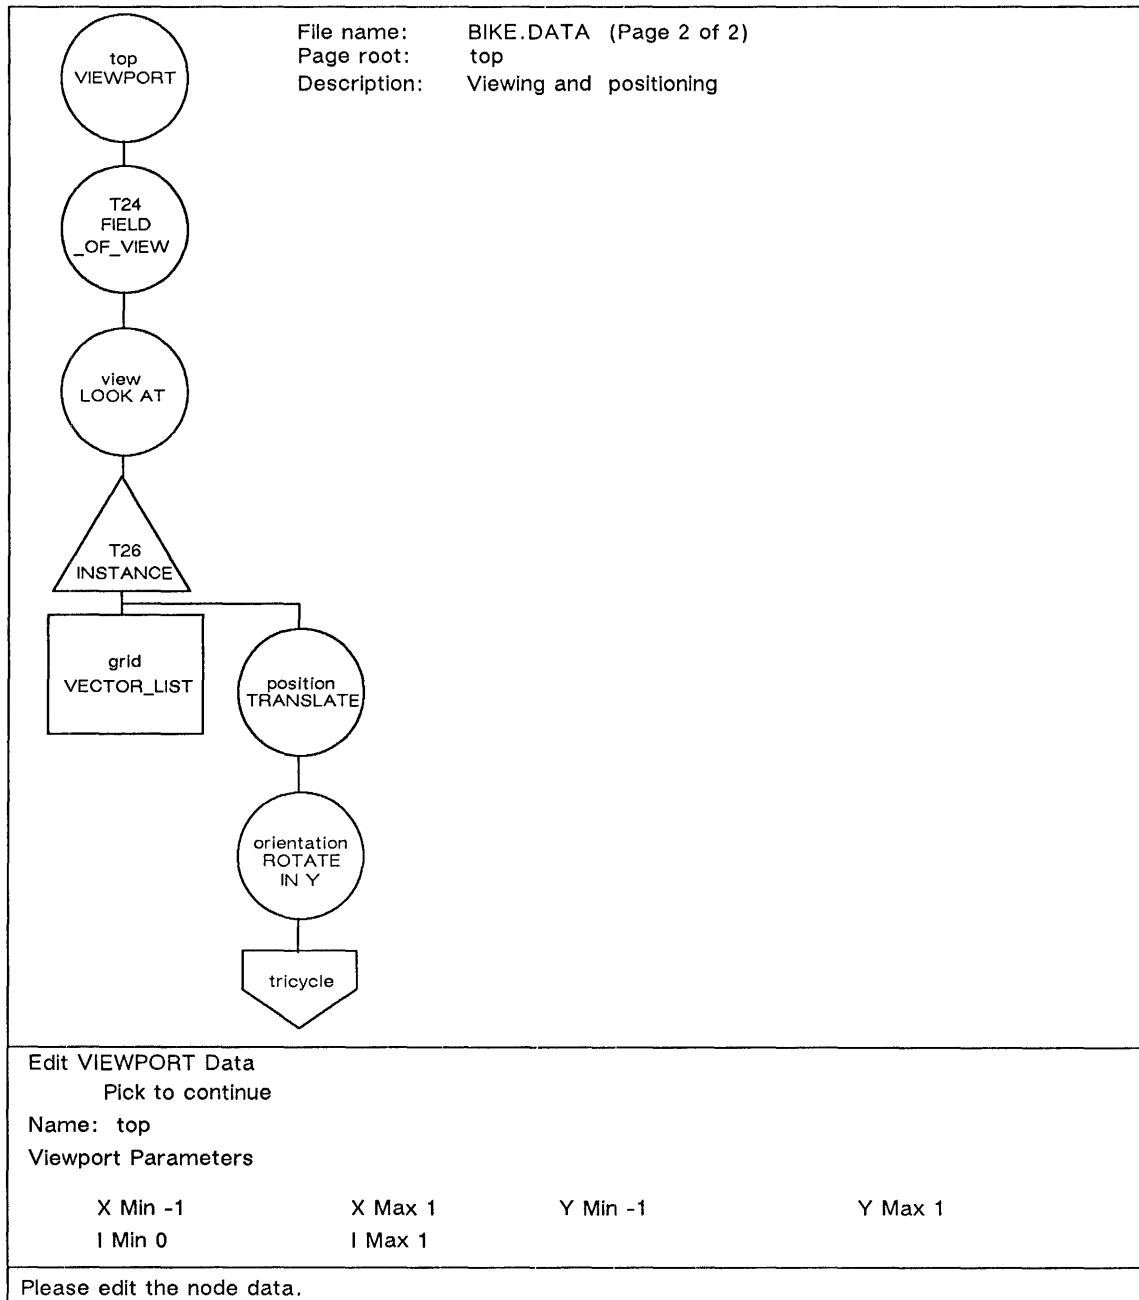 File name: BIKE.DATA (Page 2 of 2)
Page root: top
Description: Viewing and positioning
top
VIEWPORT
T24
FIELD
_OF_VIEW
view
LOOK AT
T26
INSTANCE
grid
VECTOR_LIST
position
TRANSLATE
orientation
ROTATE
IN Y
tricycle
Edit VIEWPORT Data
Pick to continue
Name: top
Viewport Parameters
X Min -1 X Max 1 Y Min -1 Y Max 1
I Min 0 I Max 1
Please edit the node data.